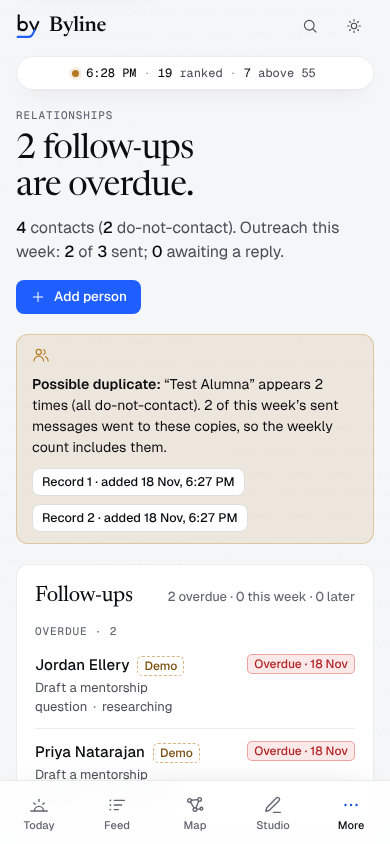 by Byline
6:28 PM · 19 ranked · 7 above 55
RELATIONSHIPS
2 follow-ups
are overdue.
4 contacts (2 do-not-contact). Outreach this
week: 2 of 3 sent; 0 awaiting a reply.
+ Add person
Possible duplicate: “Test Alumna” appears 2
times (all do-not-contact). 2 of this week’s sent
messages went to these copies, so the weekly
count includes them.
Record 1 · added 18 Nov, 6:27 PM
Record 2 · added 18 Nov, 6:27 PM
Follow-ups 2 overdue · 0 this week · 0 later
OVERDUE · 2
Jordan Ellery Demo Overdue · 18 Nov
Draft a mentorship
question · researching
Priya Natarajan Demo Overdue · 18 Nov
Draft a mentorship
Today Feed Map Studio More